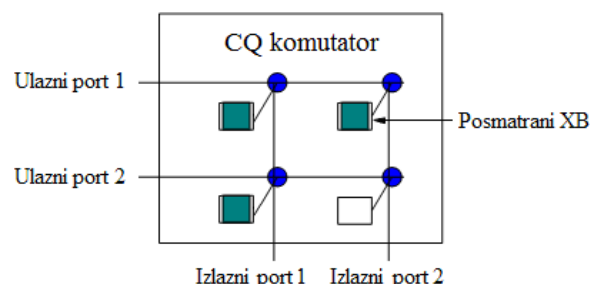 CQ komutator
Ulazni port 1
Posmatrani XB
Ulazni port 2
Izlazni port 1
Izlazni port 2